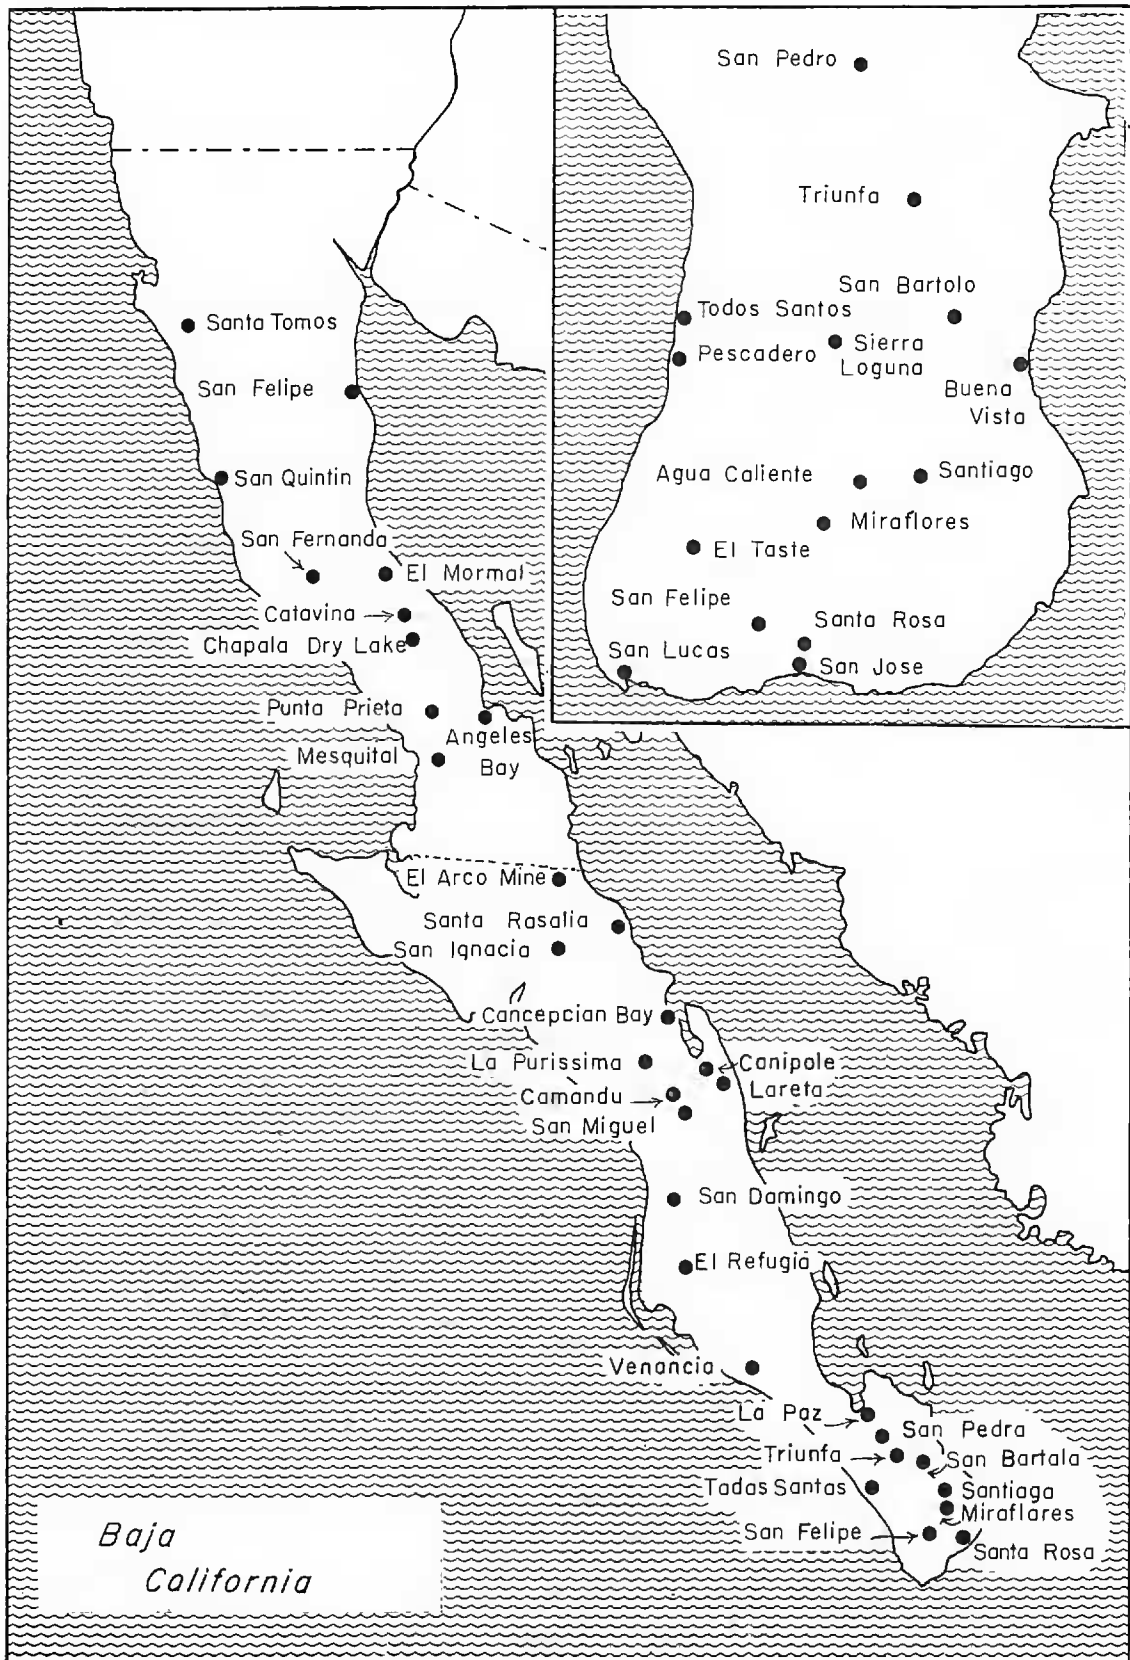 San Pedro
Triunfa
San Bartolo
Todos Santos
Sierra
Loguna
Pescadero
Buena
Vista
Agua Caliente
Santiago
Miraflores
El Taste
San Felipe
Santa Rosa
San Lucas
San Jose
Santa Tomos
San Felipe
San Quintin
San Fernanda
El Mormal
Catavina
Chapala Dry Lake
Punta Prieta
Angeles
Bay
Mesquital
El Arco Mine
Santa Rasalia
San Ignacia
Cancepcian Bay
La Purissima
Canipole
Lareta
Camandu
San Miguel
San Damingo
El Refugia
Venancia
La Paz
San Pedra
Triunfa
San Bartala
Tadas Santas
Santiaga
Miraflares
San Felipe
Santa Rosa
Baja
California